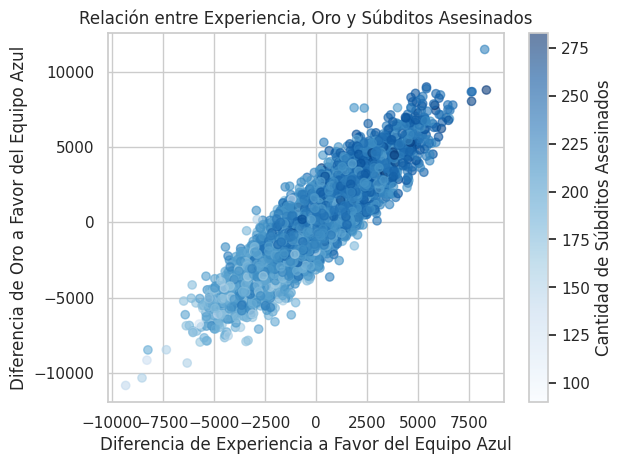 Relación entre Experiencia, Oro y Súbditos Asesinados
Diferencia de Oro a Favor del Equipo Azul
10000
5000
0
−5000
−10000
−10000 −7500 −5000 −2500 0 2500 5000 7500
Diferencia de Experiencia a Favor del Equipo Azul
275
250
225
200
175
150
125
100
Cantidad de Súbditos Asesinados